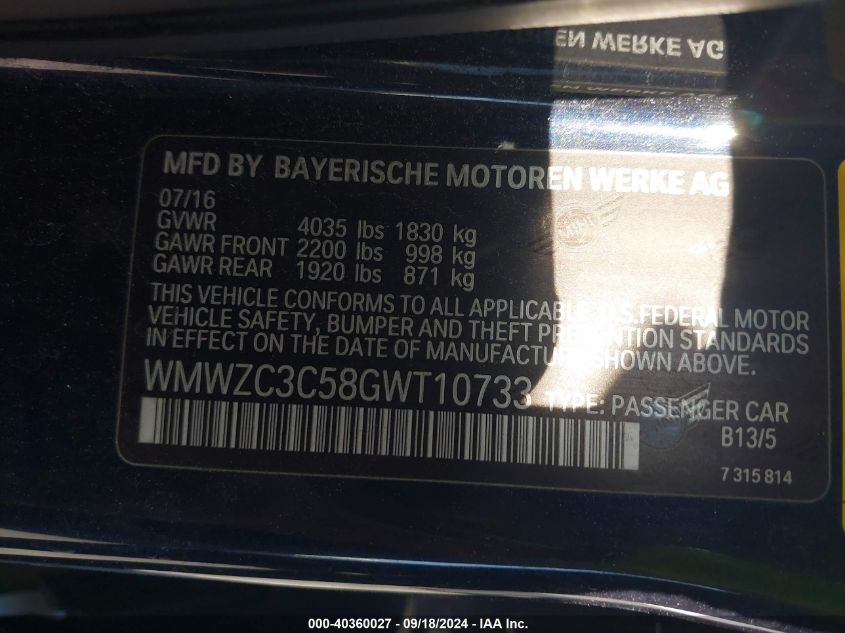 EN WERKE AG
MFD BY BAYERISCHE MOTOREN WERKE AG
07/16
GVWR 4035 lbs 1830 kg
GAWR FRONT 2200 lbs 998 kg
GAWR REAR 1920 lbs 871 kg
THIS VEHICLE CONFORMS TO ALL APPLICABLE U.S. FEDERAL MOTOR
VEHICLE SAFETY, BUMPER AND THEFT PREVENTION STANDARDS
IN EFFECT ON THE DATE OF MANUFACTURE SHOWN ABOVE.
WMWZC3C58GWT10733 TYPE: PASSENGER CAR
B13/5
7 315 814
000-40360027 - 09/18/2024 - IAAI.COM